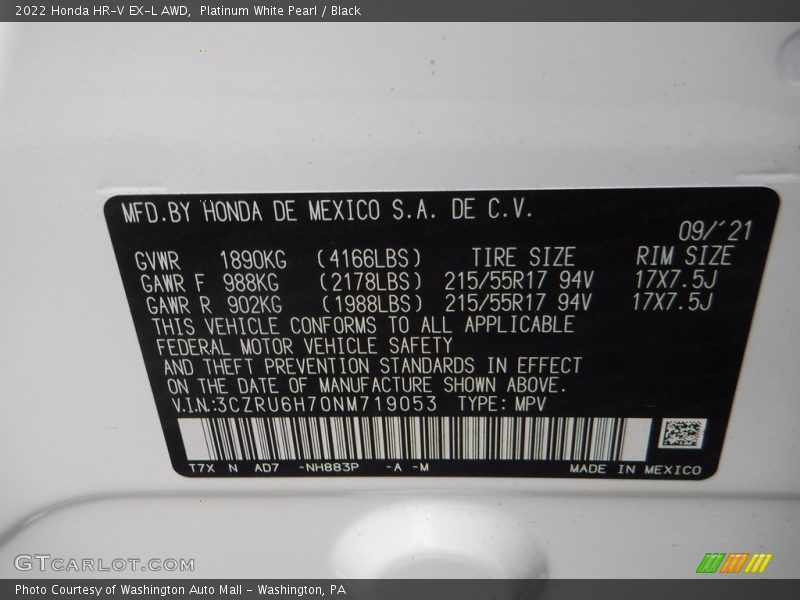 2022 Honda HR-V EX-L AWD, Platinum White Pearl / Black
MFD.BY HONDA DE MEXICO S.A. DE C.V.
09/'21
GVWR 1890KG (4166LBS) TIRE SIZE RIM SIZE
GAWR F 988KG (2178LBS) 215/55R17 94V 17X7.5J
GAWR R 902KG (1988LBS) 215/55R17 94V 17X7.5J
THIS VEHICLE CONFORMS TO ALL APPLICABLE
FEDERAL MOTOR VEHICLE SAFETY
AND THEFT PREVENTION STANDARDS IN EFFECT
ON THE DATE OF MANUFACTURE SHOWN ABOVE.
V.I.N.:3CZRU6H70NM719053 TYPE: MPV
T7X N AD7 -NH883P -A -M MADE IN MEXICO
GTCARLOT.COM
Photo Courtesy of Washington Auto Mall - Washington, PA